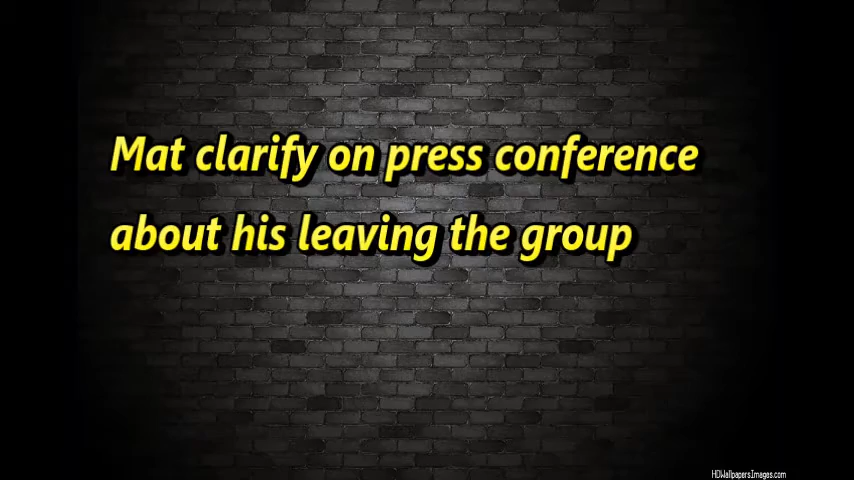 Mat clarify on press conference
about his leaving the group
HDWallpapersImages.com